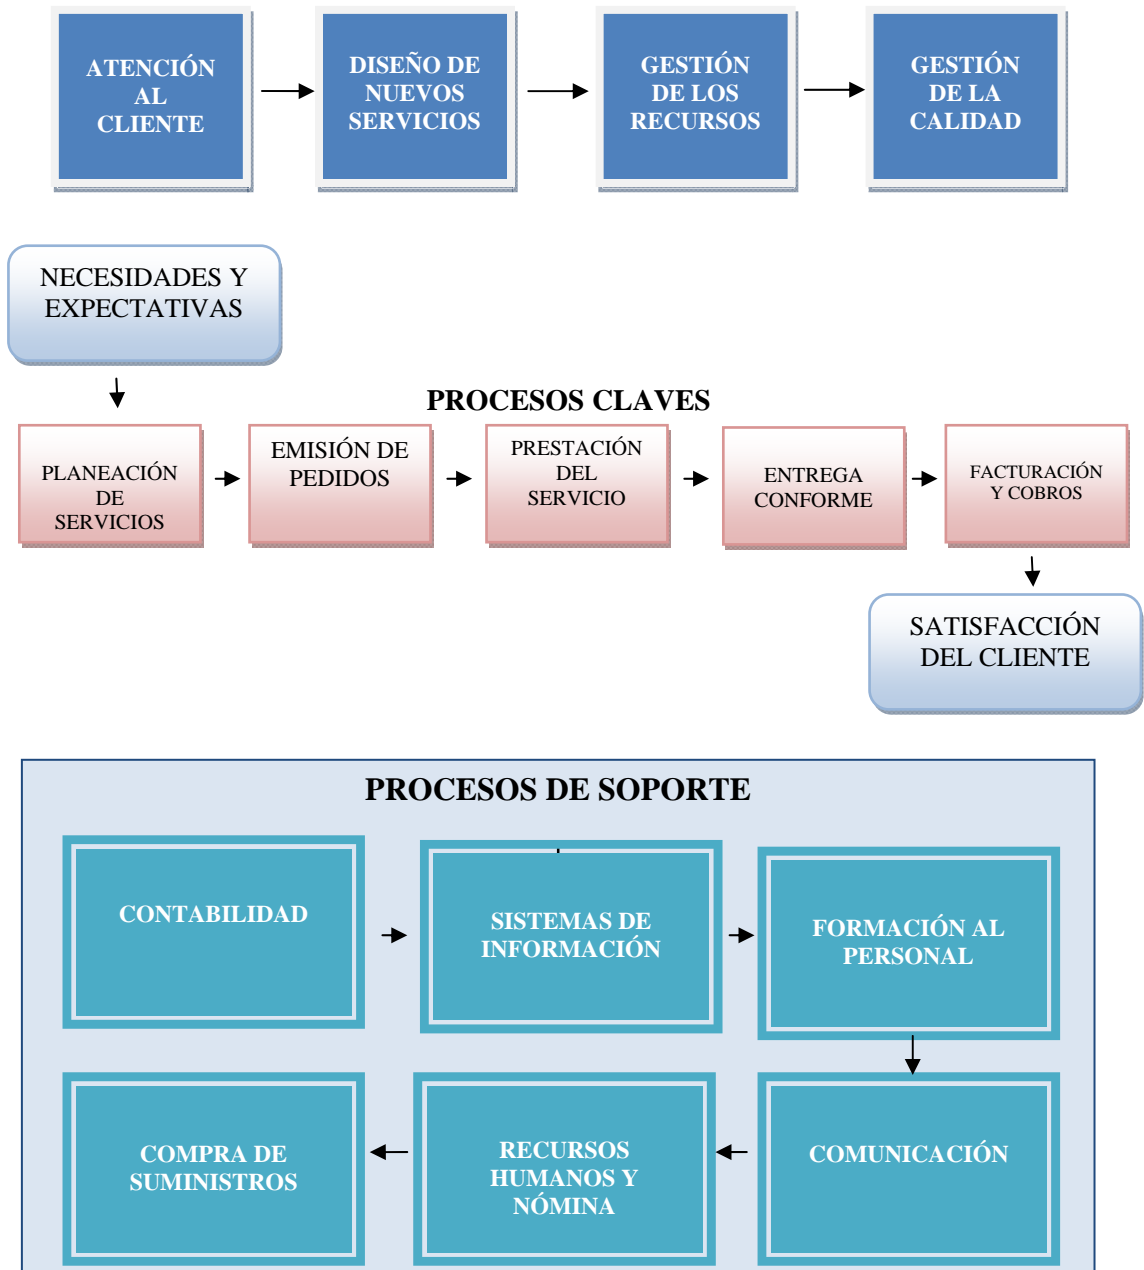 ATENCIÓN
AL
CLIENTE
DISEÑO DE
NUEVOS
SERVICIOS
GESTIÓN
DE LOS
RECURSOS
GESTIÓN
DE LA
CALIDAD
NECESIDADES Y
EXPECTATIVAS
PROCESOS CLAVES
PLANEACIÓN
DE
SERVICIOS
EMISIÓN DE
PEDIDOS
PRESTACIÓN
DEL
SERVICIO
ENTREGA
CONFORME
FACTURACIÓN
Y COBROS
SATISFACCIÓN
DEL CLIENTE
PROCESOS DE SOPORTE
CONTABILIDAD
SISTEMAS DE
INFORMACIÓN
FORMACIÓN AL
PERSONAL
COMPRA DE
SUMINISTROS
RECURSOS
HUMANOS Y
NÓMINA
COMUNICACIÓN